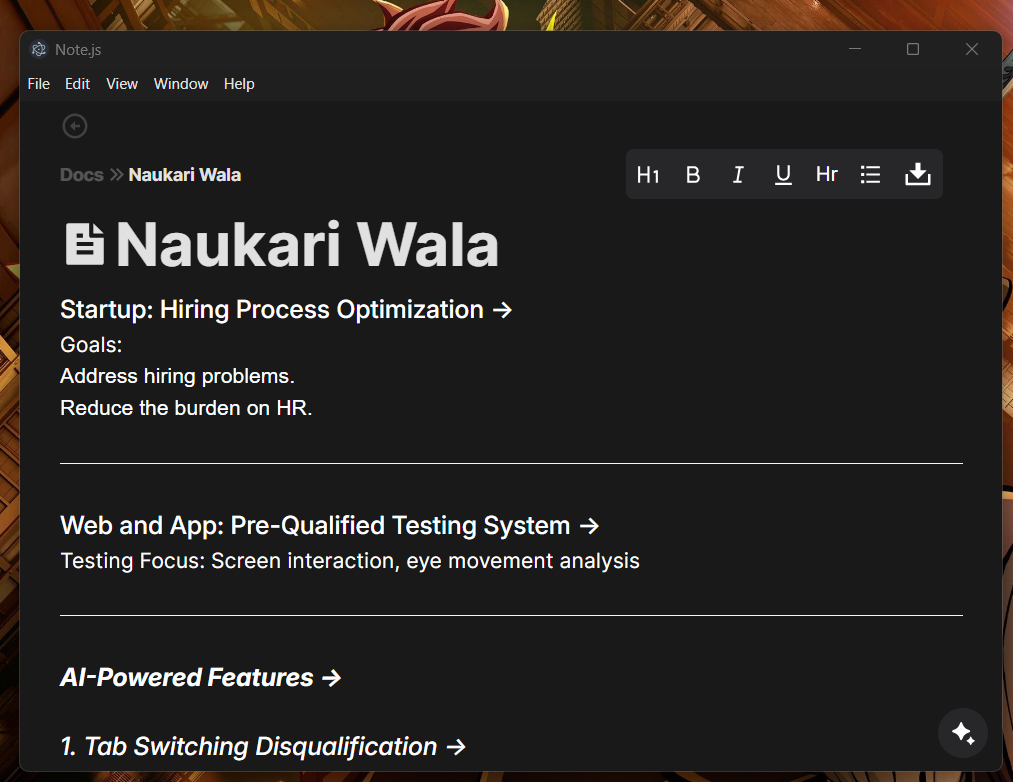 Note.js
File Edit View Window Help
Docs » Naukari Wala
H1 B I U Hr
Naukari Wala
Startup: Hiring Process Optimization →
Goals:
Address hiring problems.
Reduce the burden on HR.
Web and App: Pre-Qualified Testing System →
Testing Focus: Screen interaction, eye movement analysis
AI-Powered Features →
1. Tab Switching Disqualification →